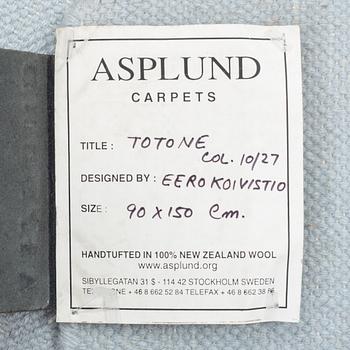 ASPLUND
CARPETS
TITLE : TOTONE
COL. 10/27
DESIGNED BY : EERO KOIVISTIO
SIZE : 90 x 150 Cm.
HANDTUFTED IN 100% NEW ZEALAND WOOL
www.asplund.org
SIBYLLEGATAN 31 S - 114 42 STOCKHOLM SWEDEN
+ 46 8 662 52 84 TELEFAX + 46 8 662 38